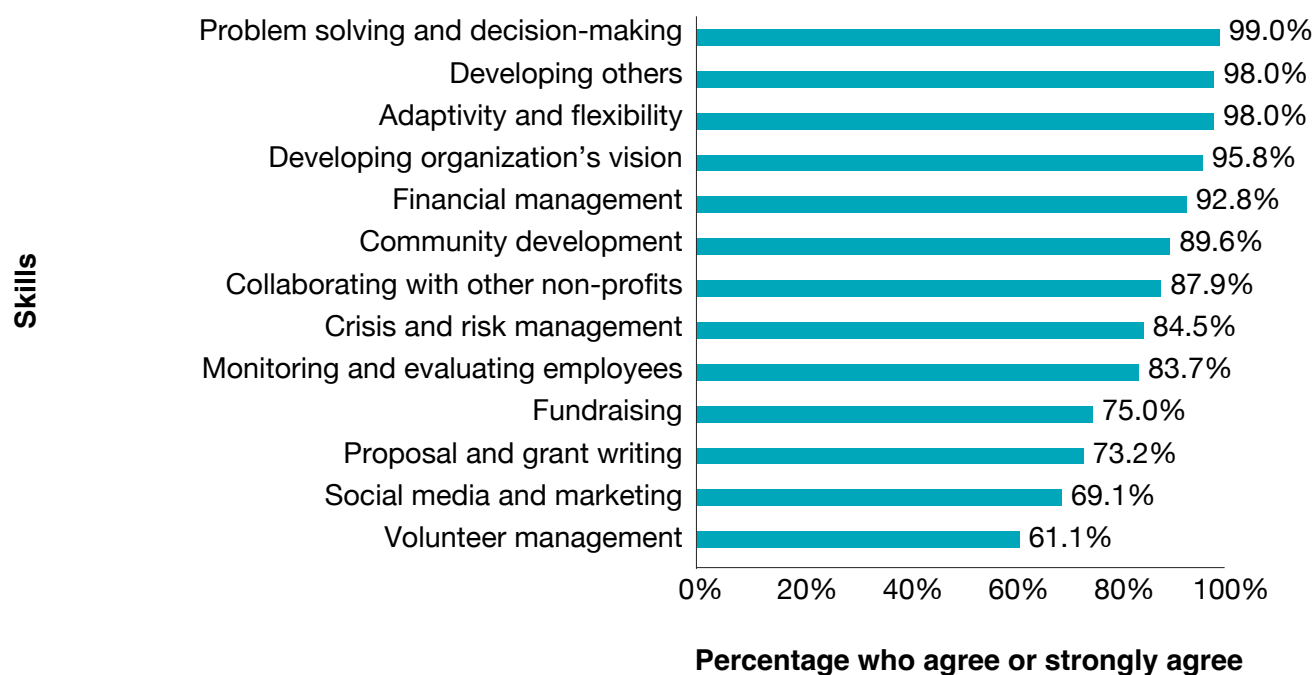 Skills
Problem solving and decision-making 99.0%
Developing others 98.0%
Adaptivity and flexibility 98.0%
Developing organization’s vision 95.8%
Financial management 92.8%
Community development 89.6%
Collaborating with other non-profits 87.9%
Crisis and risk management 84.5%
Monitoring and evaluating employees 83.7%
Fundraising 75.0%
Proposal and grant writing 73.2%
Social media and marketing 69.1%
Volunteer management 61.1%
0% 20% 40% 60% 80% 100%
Percentage who agree or strongly agree